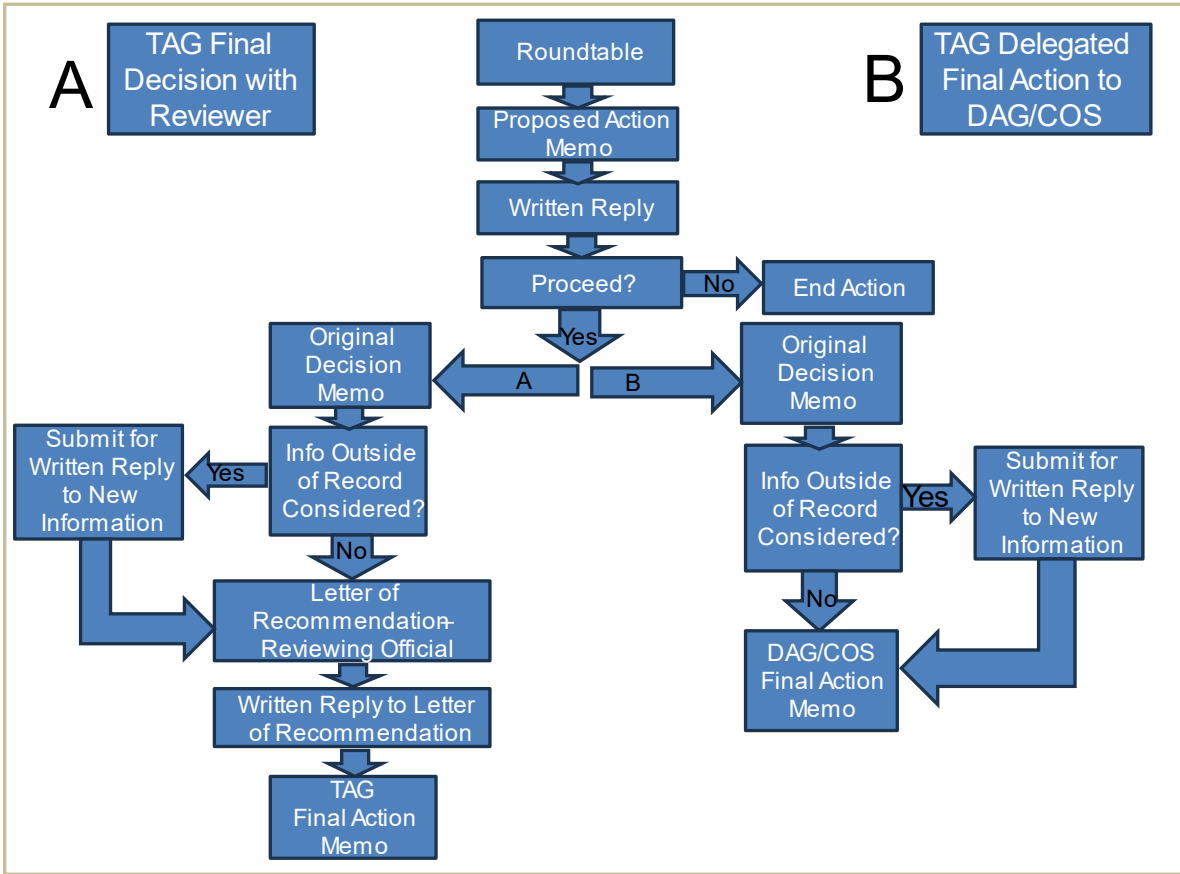 A
TAG Final
Decision with
Reviewer
Roundtable
B
TAG Delegated
Final Action to
DAG/COS
Proposed Action
Memo
Written Reply
Proceed?
No
End Action
Yes
A
B
Original
Decision
Memo
Original
Decision
Memo
Submit for
Written Reply
to New
Information
Yes
Info Outside
of Record
Considered?
Info Outside
of Record
Considered?
Yes
Submit for
Written Reply
to New
Information
No
No
Letter of
Recommendation–
Reviewing Official
DAG/COS
Final Action
Memo
Written Reply to Letter
of Recommendation
TAG
Final Action
Memo